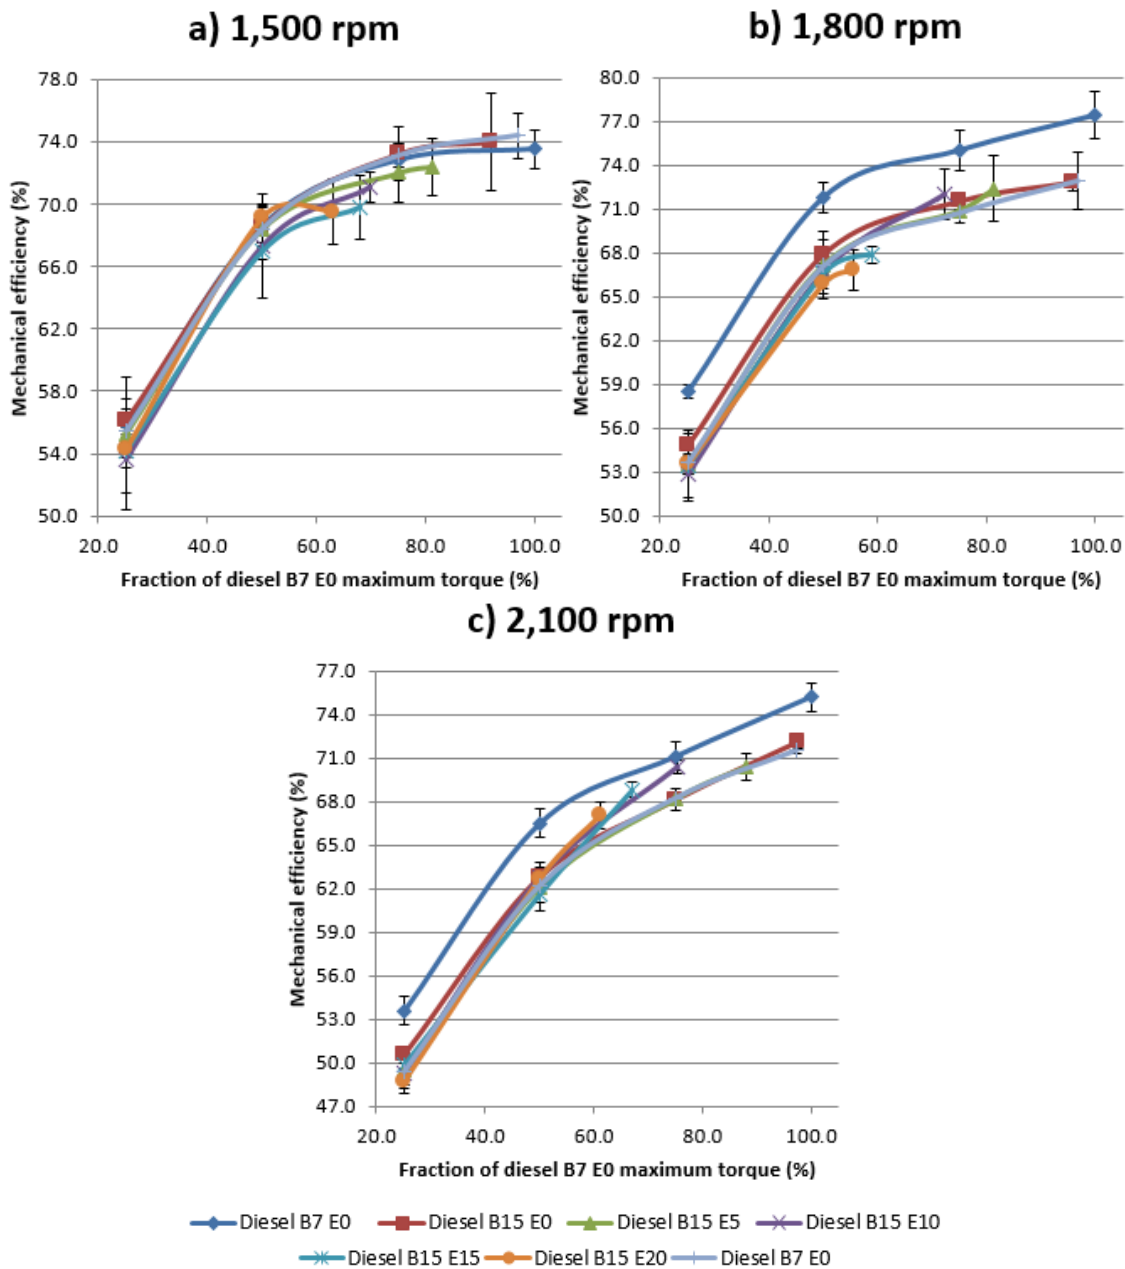 a) 1,500 rpm
78.0
74.0
70.0
66.0
62.0
58.0
54.0
50.0
20.0 40.0 60.0 80.0 100.0
Mechanical efficiency (%)
Fraction of diesel B7 E0 maximum torque (%)
b) 1,800 rpm
80.0
77.0
74.0
71.0
68.0
65.0
62.0
59.0
56.0
53.0
50.0
20.0 40.0 60.0 80.0 100.0
Mechanical efficiency (%)
Fraction of diesel B7 E0 maximum torque (%)
c) 2,100 rpm
77.0
74.0
71.0
68.0
65.0
62.0
59.0
56.0
53.0
50.0
47.0
20.0 40.0 60.0 80.0 100.0
Mechanical efficiency (%)
Fraction of diesel B7 E0 maximum torque (%)
Diesel B7 E0 Diesel B15 E0 Diesel B15 E5 Diesel B15 E10
Diesel B15 E15 Diesel B15 E20 Diesel B7 E0